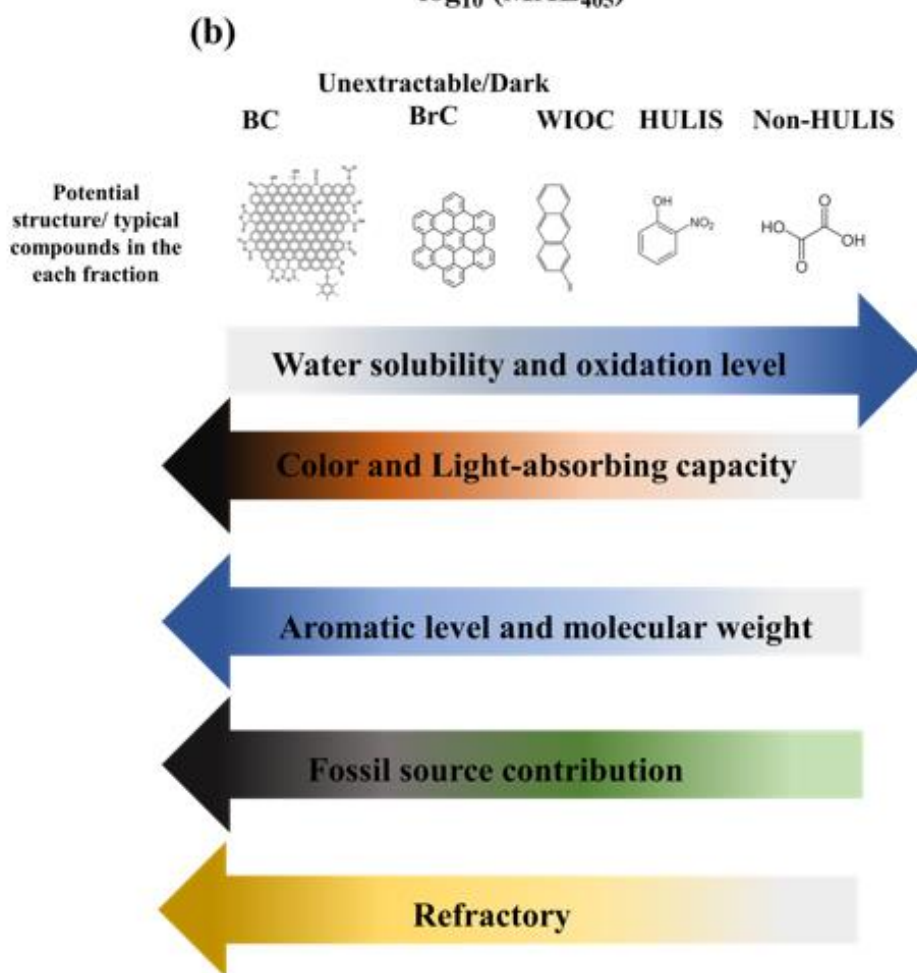 (b)
Unextractable/Dark
BC BrC WIOC HULIS Non-HULIS
Potential
structure/ typical
compounds in the
each fraction
OH
NO₂
O
HO
OH
O
Water solubility and oxidation level
Color and Light-absorbing capacity
Aromatic level and molecular weight
Fossil source contribution
Refractory